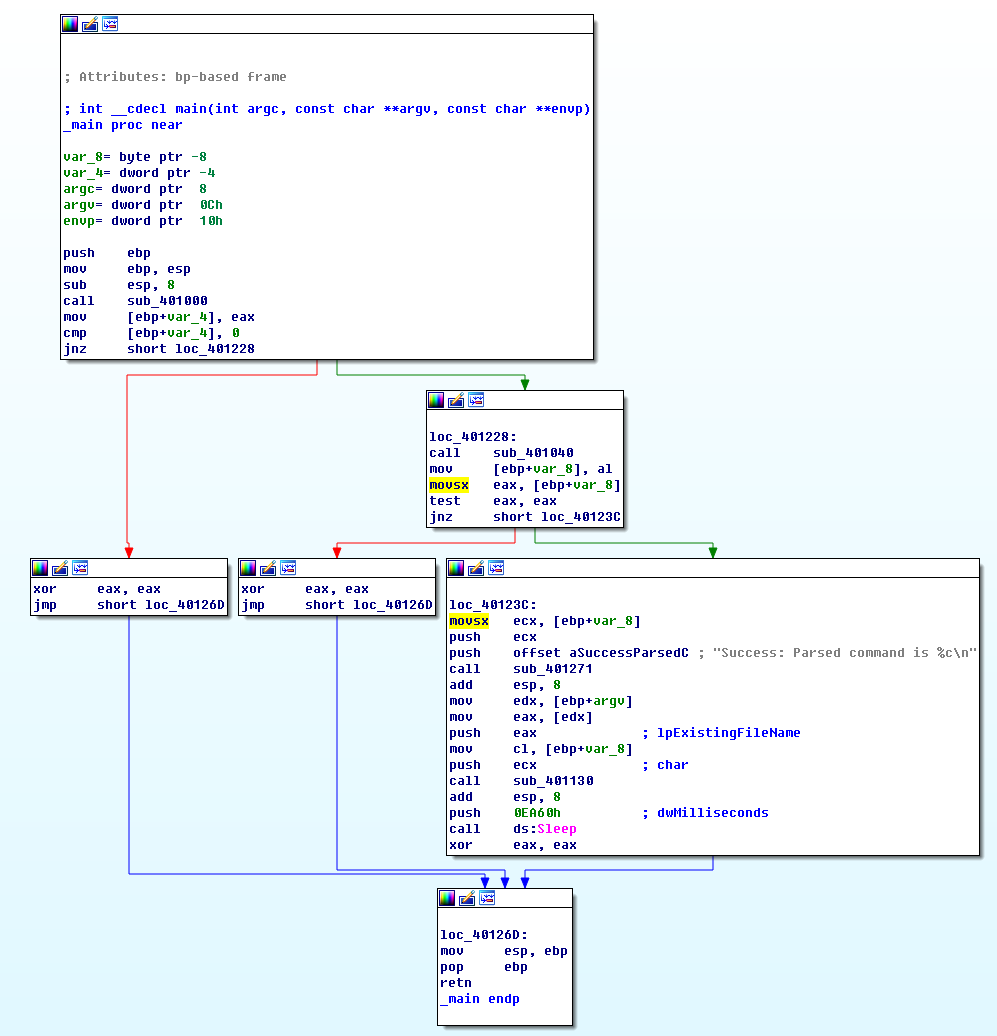 ; Attributes: bp-based frame
; int __cdecl main(int argc, const char **argv, const char **envp)
_main proc near
var_8= byte ptr -8
var_4= dword ptr -4
argc= dword ptr  8
argv= dword ptr  0Ch
envp= dword ptr  10h
push    ebp
mov     ebp, esp
sub     esp, 8
call    sub_401000
mov     [ebp+var_4], eax
cmp     [ebp+var_4], 0
jnz     short loc_401228
loc_401228:
call    sub_401040
mov     [ebp+var_8], al
movsx   eax, [ebp+var_8]
test    eax, eax
jnz     short loc_40123C
xor     eax, eax
jmp     short loc_40126D
xor     eax, eax
jmp     short loc_40126D
loc_40123C:
movsx   ecx, [ebp+var_8]
push    ecx
push    offset aSuccessParsedC ; "Success: Parsed command is %c\n"
call    sub_401271
add     esp, 8
mov     edx, [ebp+argv]
mov     eax, [edx]
push    eax             ; lpExistingFileName
mov     cl, [ebp+var_8]
push    ecx             ; char
call    sub_401130
add     esp, 8
push    0EA60h          ; dwMilliseconds
call    ds:Sleep
xor     eax, eax
loc_40126D:
mov     esp, ebp
pop     ebp
retn
_main endp